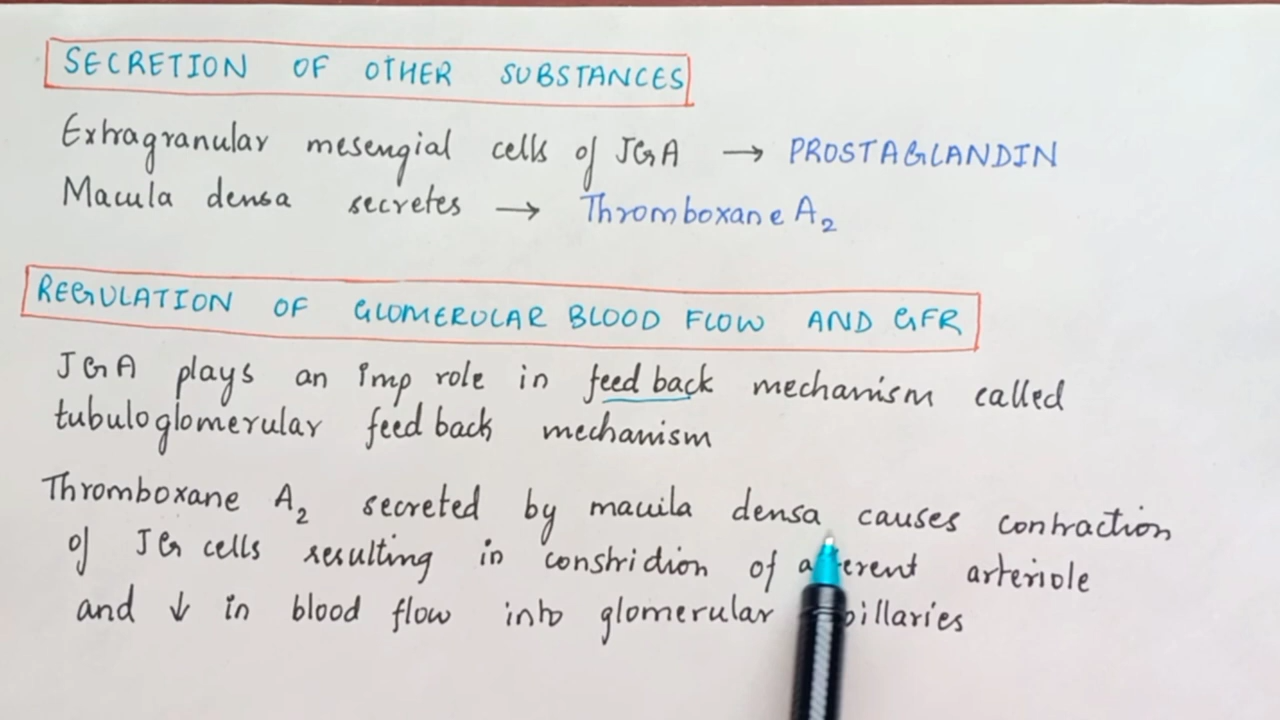 SECRETION OF OTHER SUBSTANCES
Extragranular mesengial cells of JGA → PROSTAGLANDIN
Macula densa secretes → Thromboxane A₂
REGULATION OF GLOMERULAR BLOOD FLOW AND GFR
JGA plays an imp role in feed back mechanism called
tubuloglomerular feed back mechanism
Thromboxane A₂ secreted by macula densa causes contraction
of JG cells resulting in constriction of arteriole
and ↓ in blood flow into glomerular